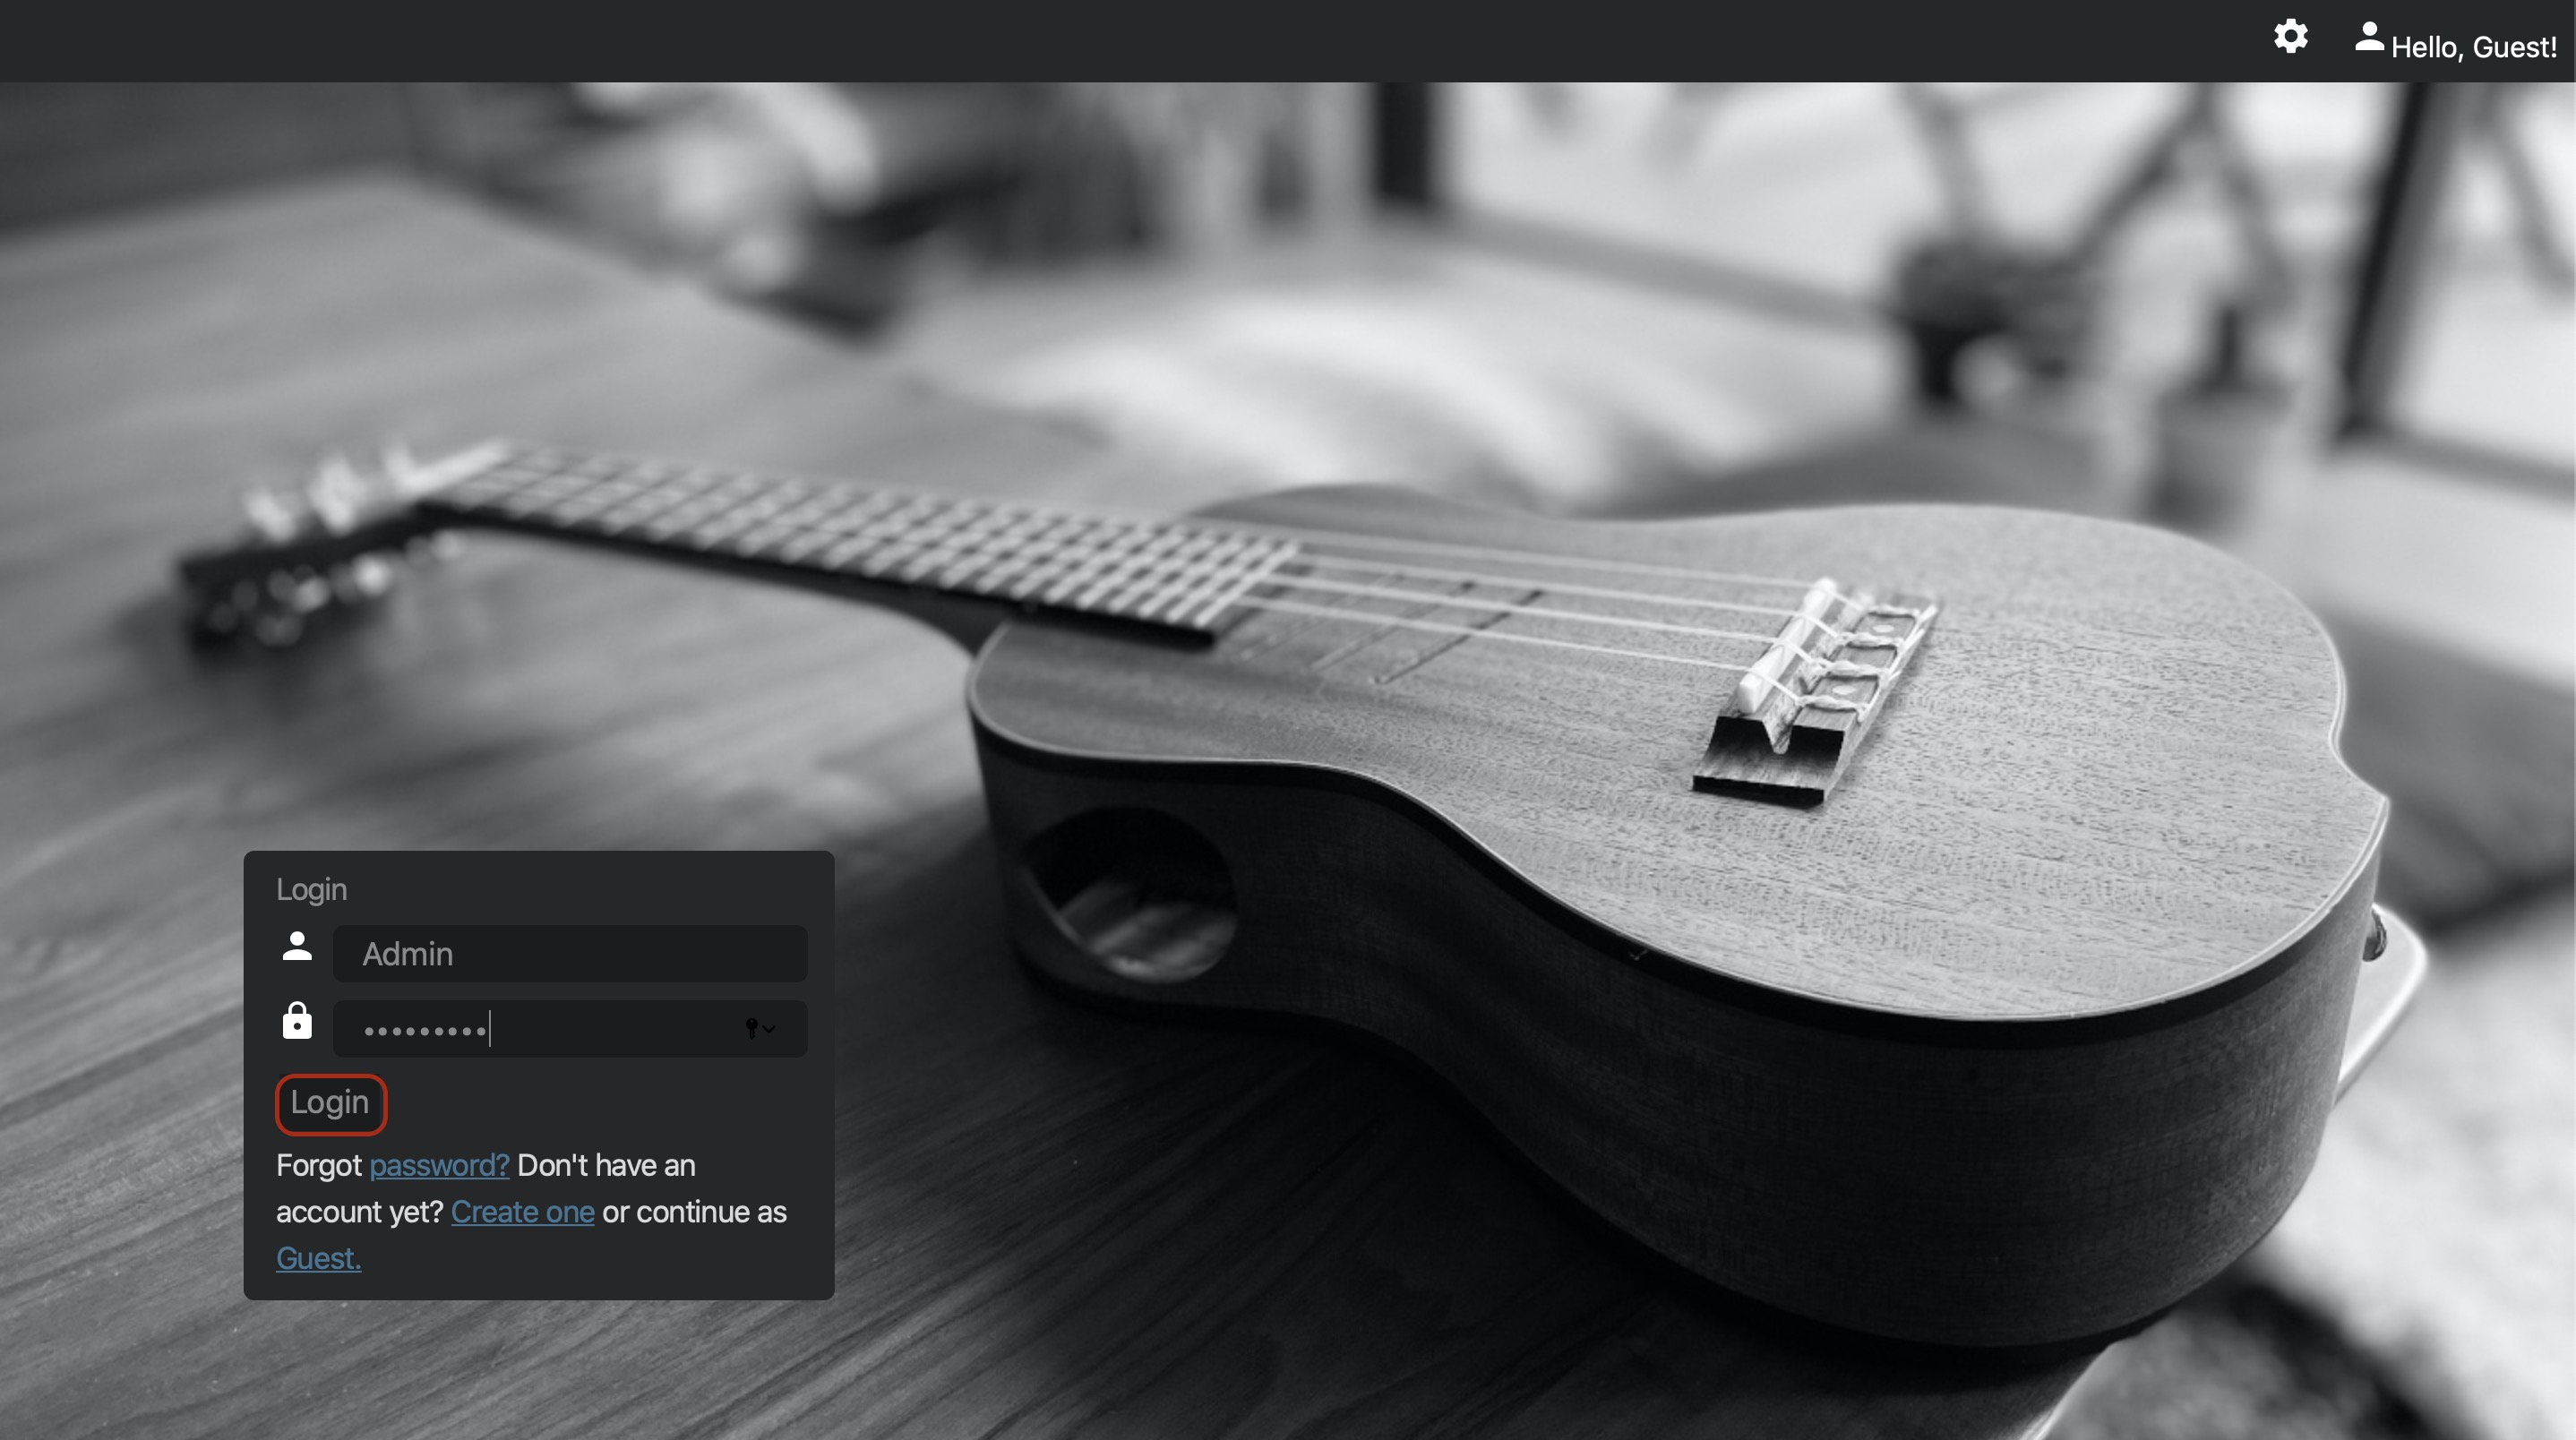 Hello, Guest!
Login
Admin
•••••••••
Login
Forgot password? Don't have an
account yet? Create one or continue as
Guest.